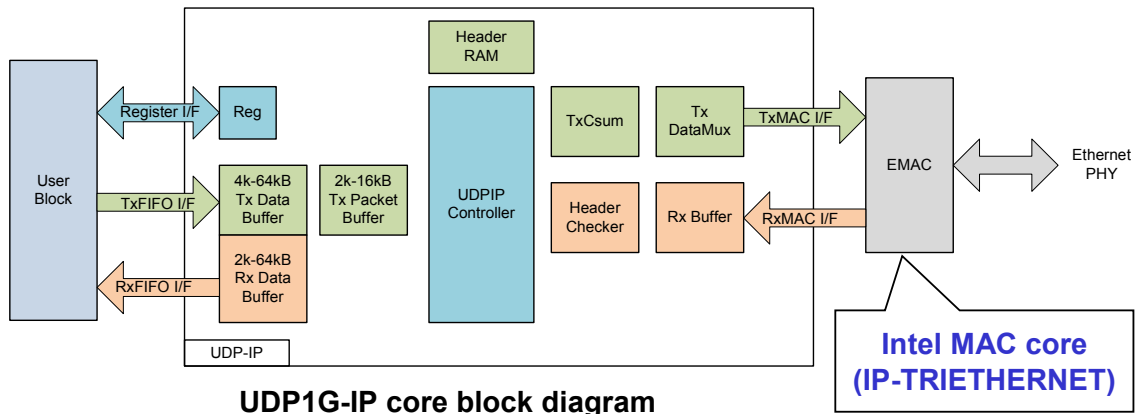 Header
RAM
User
Block
Register I/F
Reg
TxCsum
Tx
DataMux
TxMAC I/F
EMAC
Ethernet
PHY
TxFIFO I/F
4k-64kB
Tx Data
Buffer
2k-16kB
Tx Packet
Buffer
UDPIP
Controller
Header
Checker
Rx Buffer
RxMAC I/F
RxFIFO I/F
2k-64kB
Rx Data
Buffer
UDP-IP
Intel MAC core
(IP-TRIETHERNET)
UDP1G-IP core block diagram